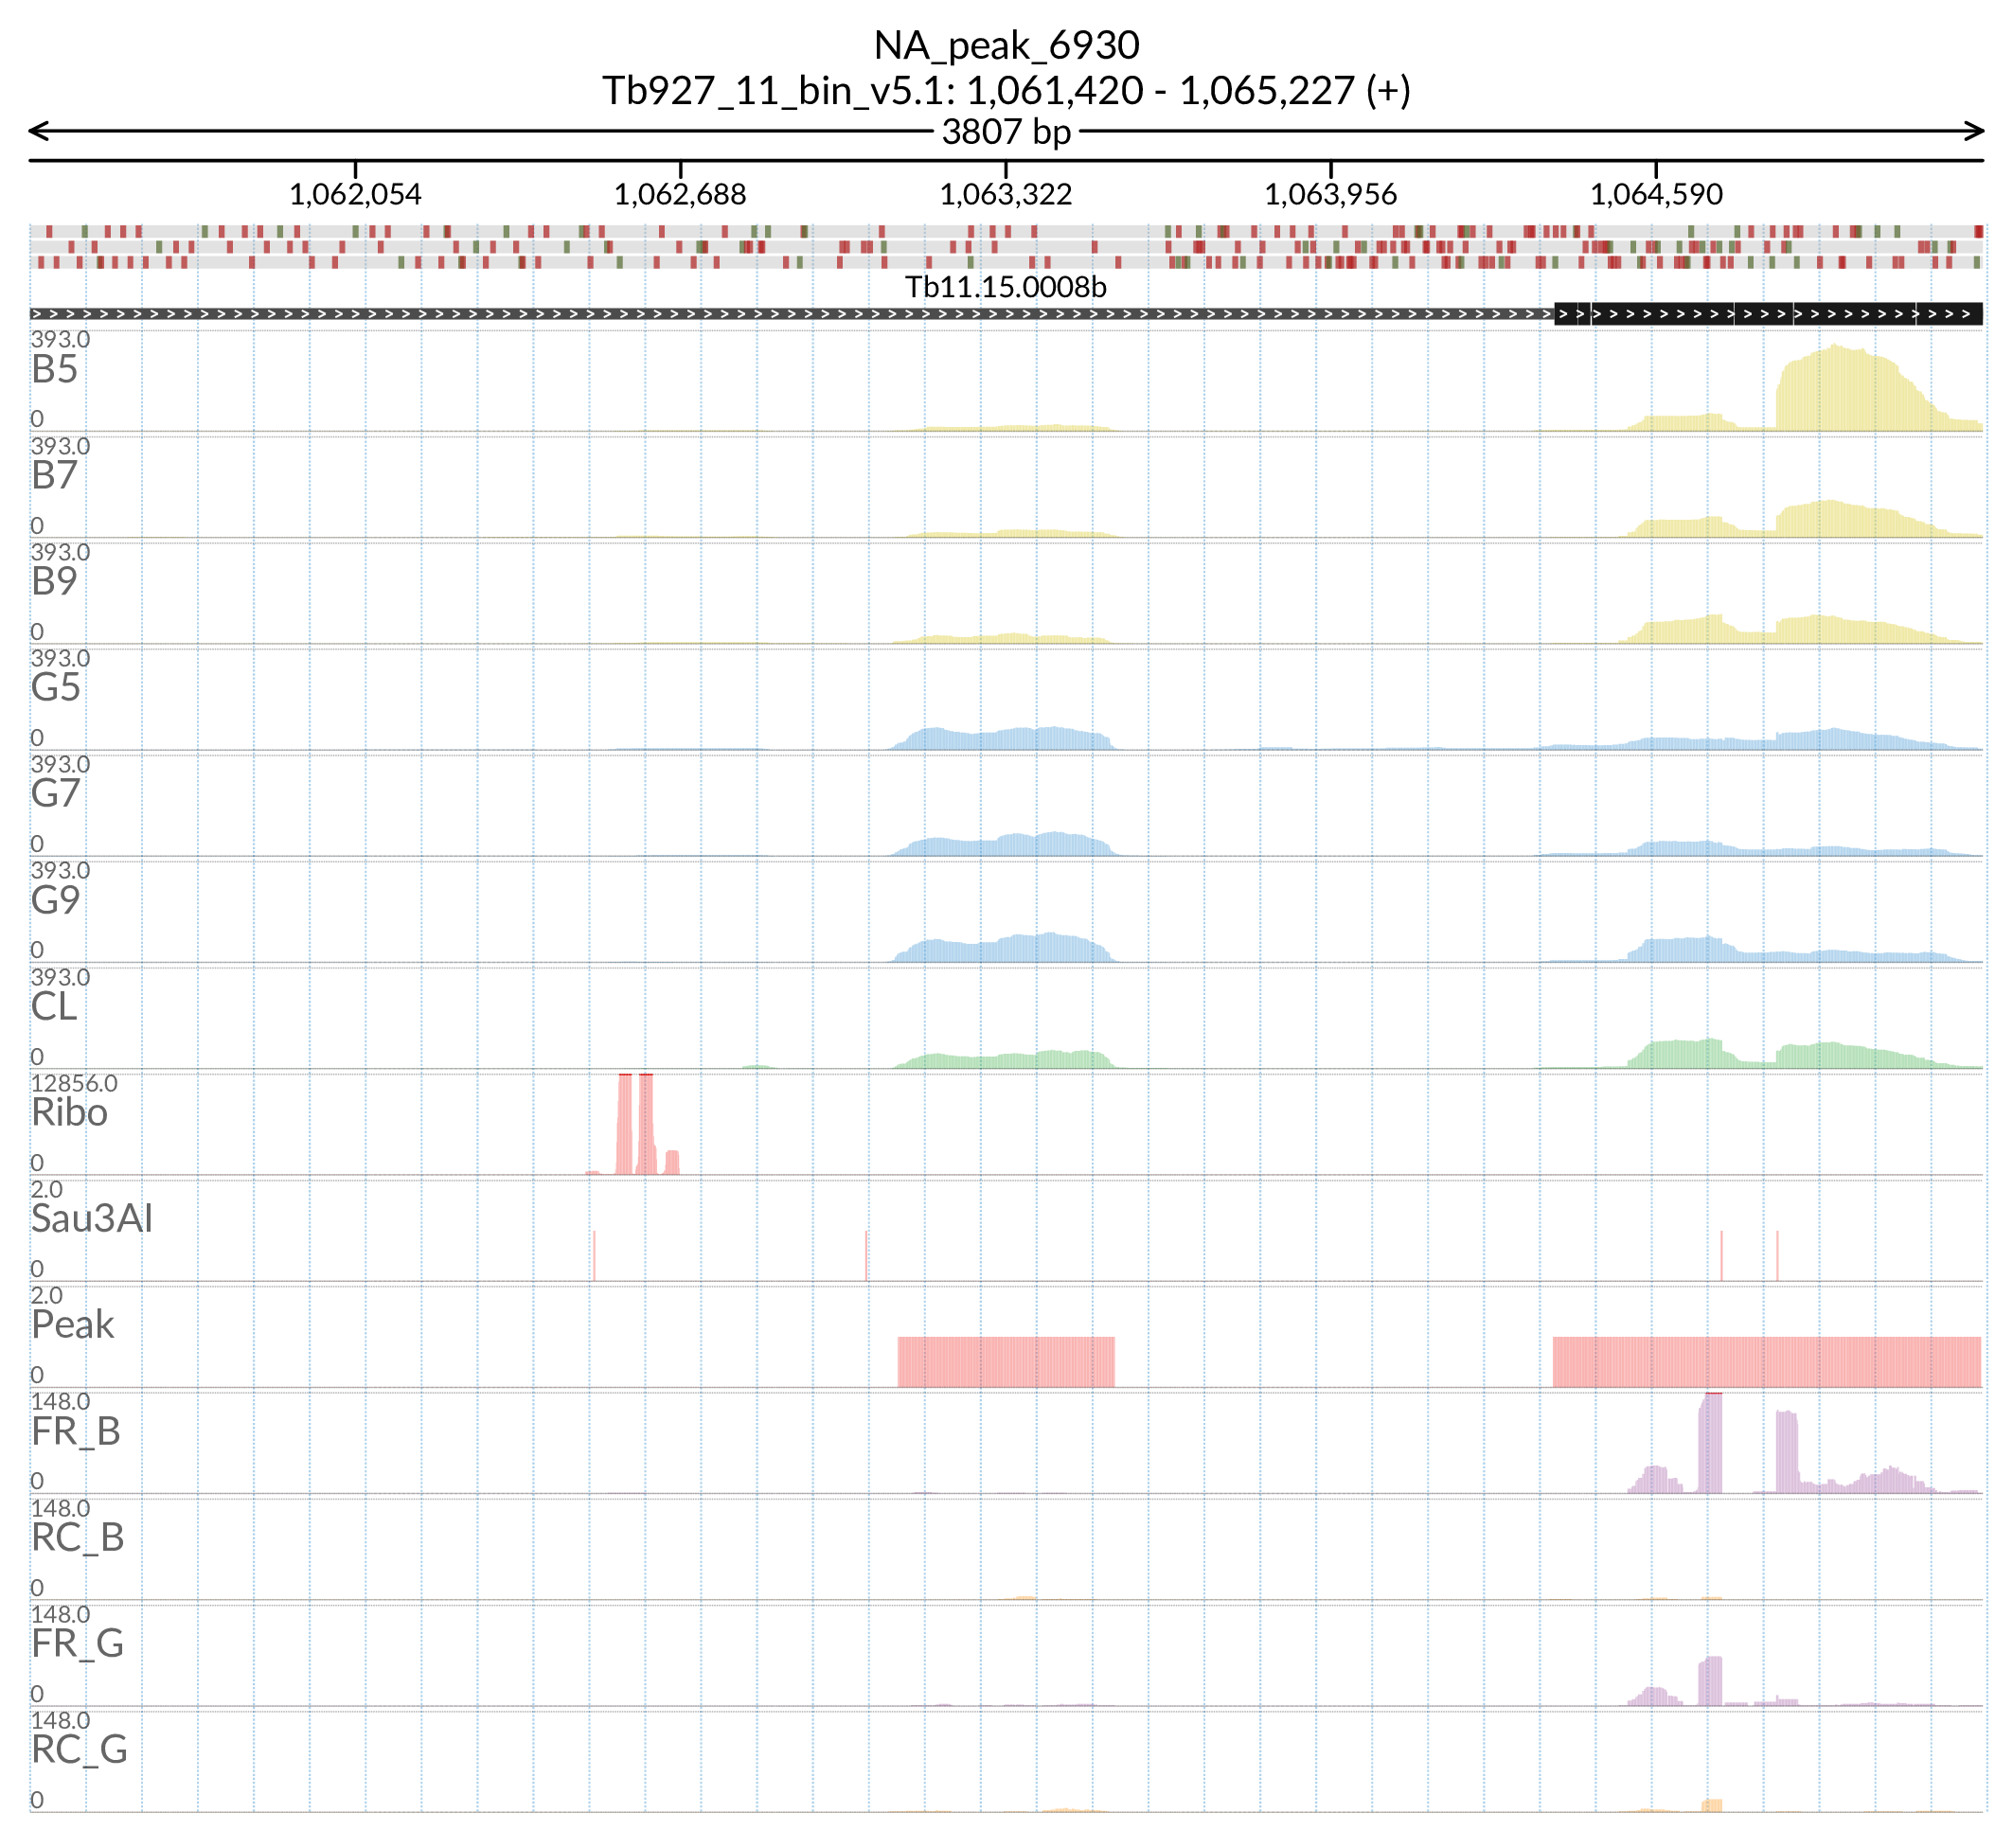 NA_peak_6930
Tb927_11_bin_v5.1: 1,061,420 - 1,065,227 (+)
3807 bp
1,062,054 1,062,688 1,063,322 1,063,956 1,064,590
Tb11.15.0008b
393.0
B5
0
393.0
B7
0
393.0
B9
0
393.0
G5
0
393.0
G7
0
393.0
G9
0
393.0
CL
0
12856.0
Ribo
0
2.0
Sau3AI
0
2.0
Peak
0
148.0
FR_B
0
148.0
RC_B
0
148.0
FR_G
0
148.0
RC_G
0